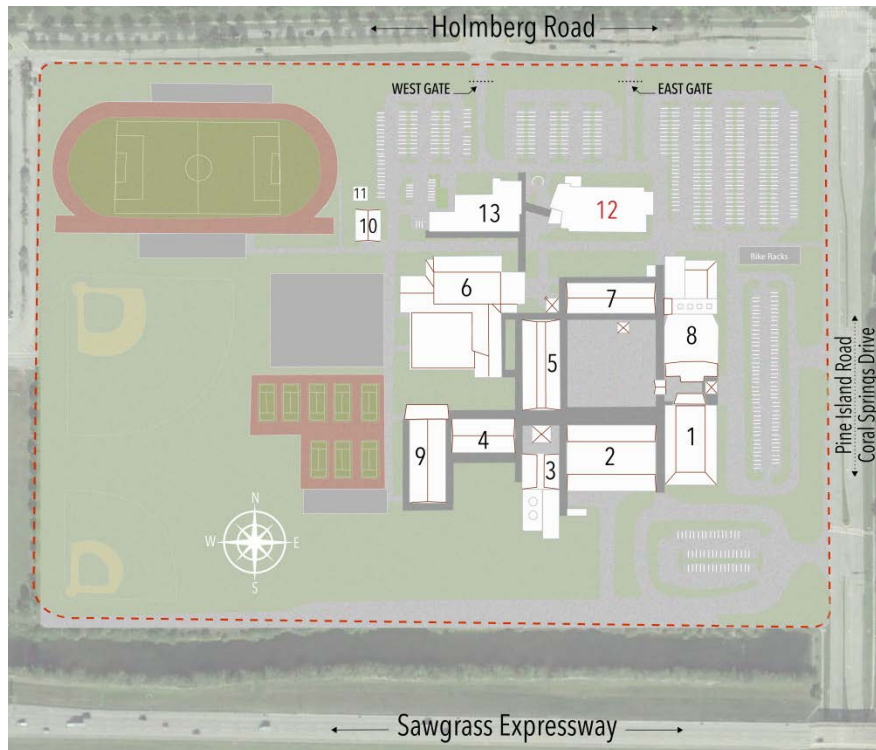 Holmberg Road
WEST GATE
EAST GATE
11
10
13
12
Bike Racks
6
7
5
8
Pine Island Road
Coral Springs Drive
9
4
3
2
1
N
W
E
S
Sawgrass Expressway